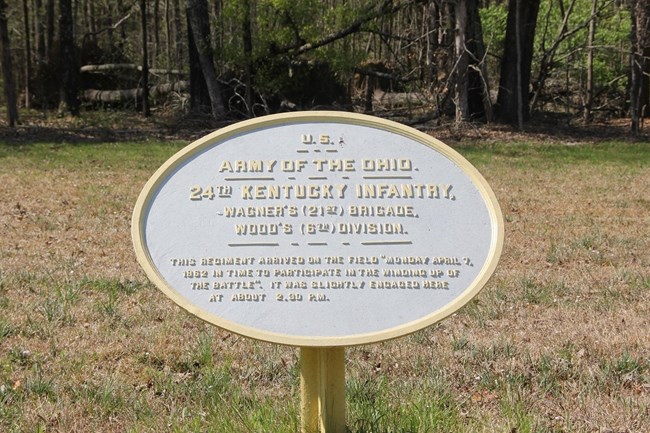 U.S.
ARMY OF THE OHIO.
24TH KENTUCKY INFANTRY,
WAGNER'S (21ST) BRIGADE,
WOOD'S (6TH) DIVISION.
THIS REGIMENT ARRIVED ON THE FIELD "MONDAY APRIL 7,
1862 IN TIME TO PARTICIPATE IN THE WINDING UP OF
THE BATTLE". IT WAS SLIGHTLY ENGAGED HERE
AT ABOUT 2.30 P.M.